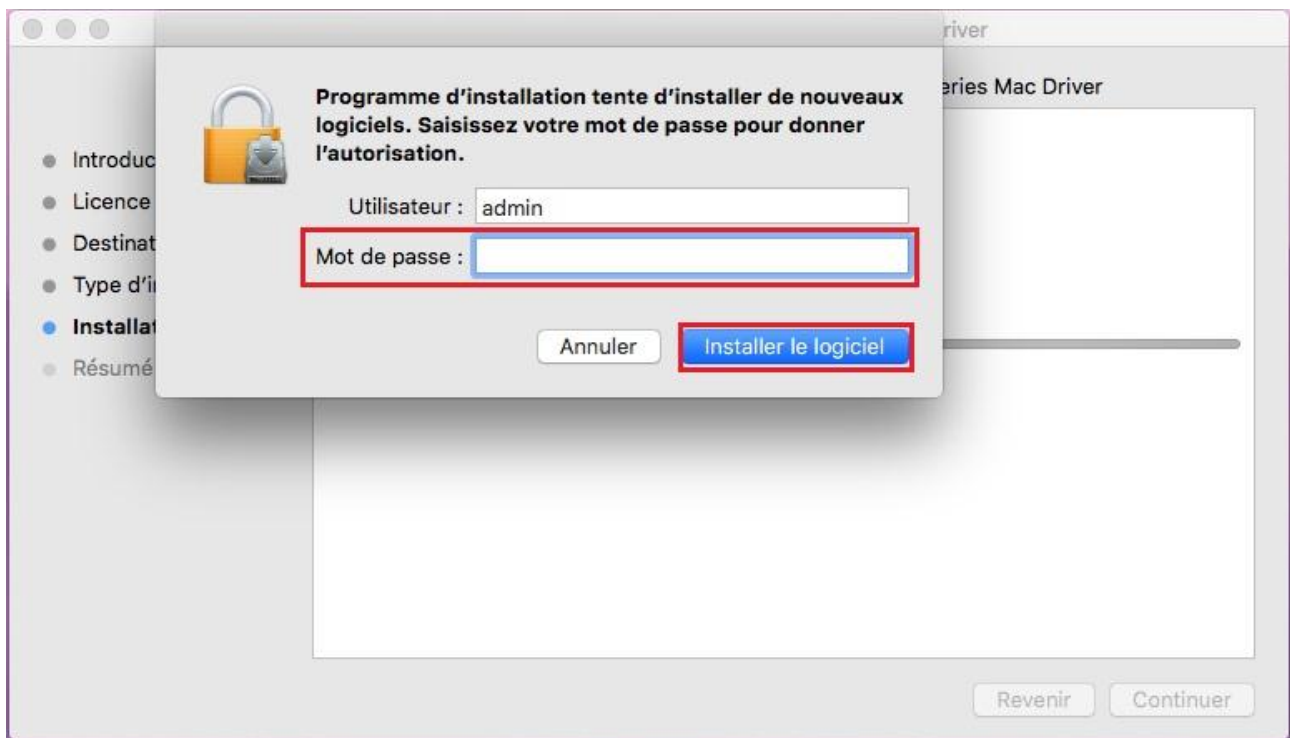 river
eries Mac Driver
Programme d’installation tente d’installer de nouveaux
logiciels. Saisissez votre mot de passe pour donner
l’autorisation.
Utilisateur : admin
Mot de passe :
Annuler
Installer le logiciel
Introduc
Licence
Destinat
Type d’i
Installat
Résumé
Revenir
Continuer